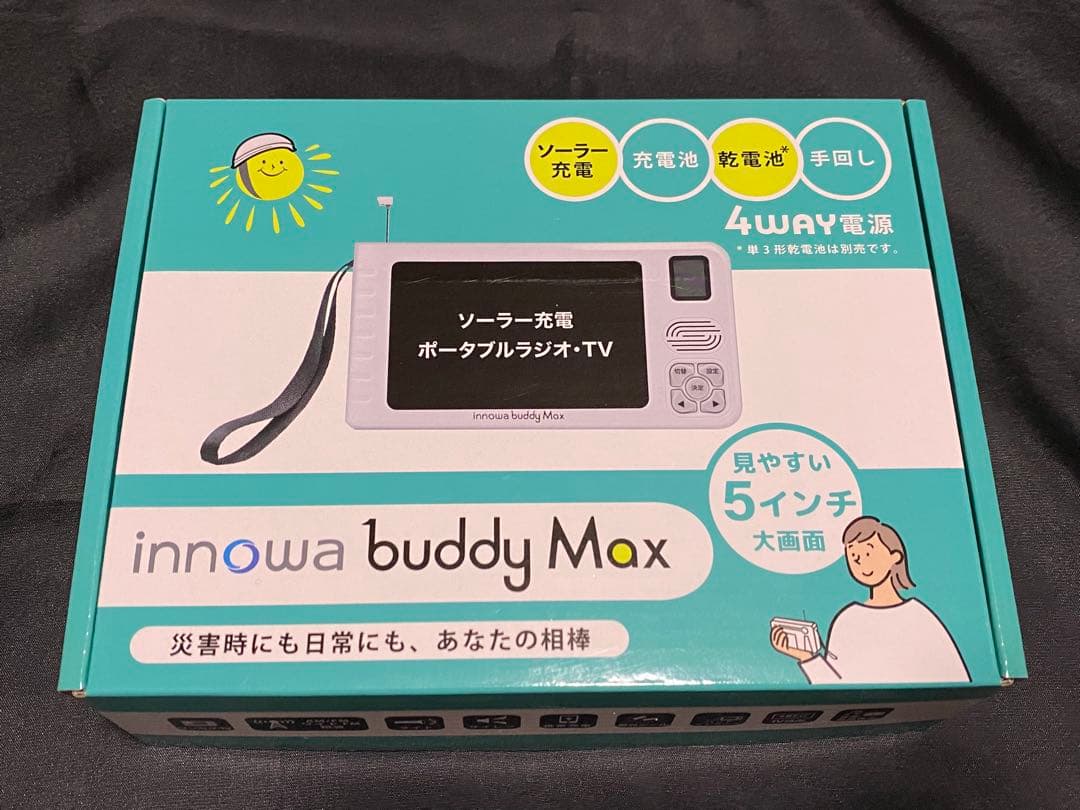 ソーラー
充電
充電池
乾電池*
手回し
4WAY電源
*単3形乾電池は別売です。
ソーラー充電
ポータブルラジオ・TV
切替
設定
決定
innowa buddy Max
見やすい
5インチ
大画面
innowa buddy Max
災害時にも日常にも、あなたの相棒